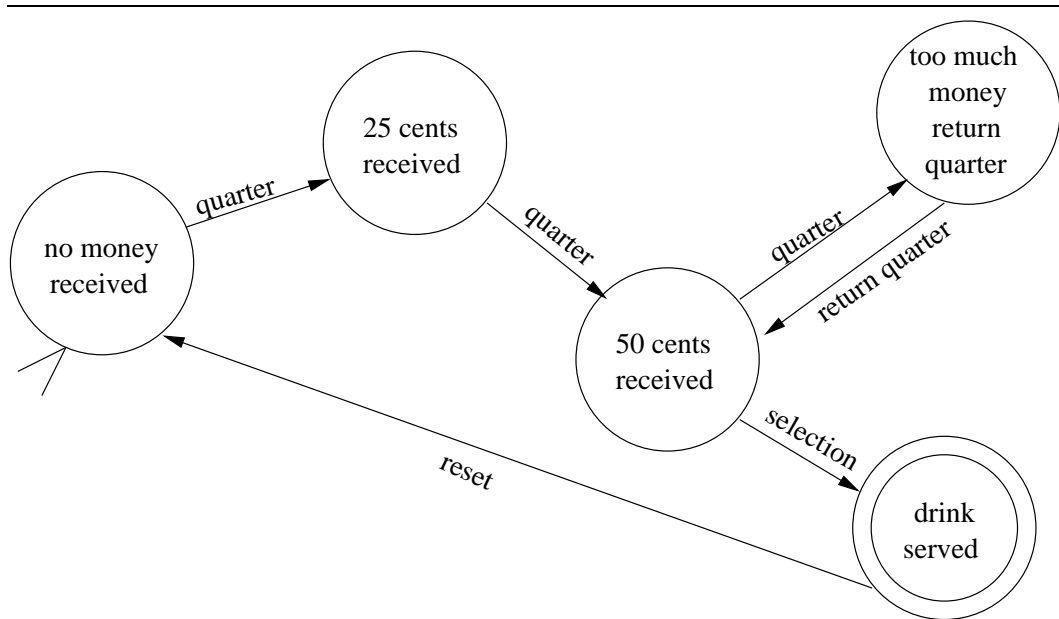 too much
money
return
quarter
25 cents
received
quarter
no money
received
quarter
quarter
return quarter
50 cents
received
selection
reset
drink
served